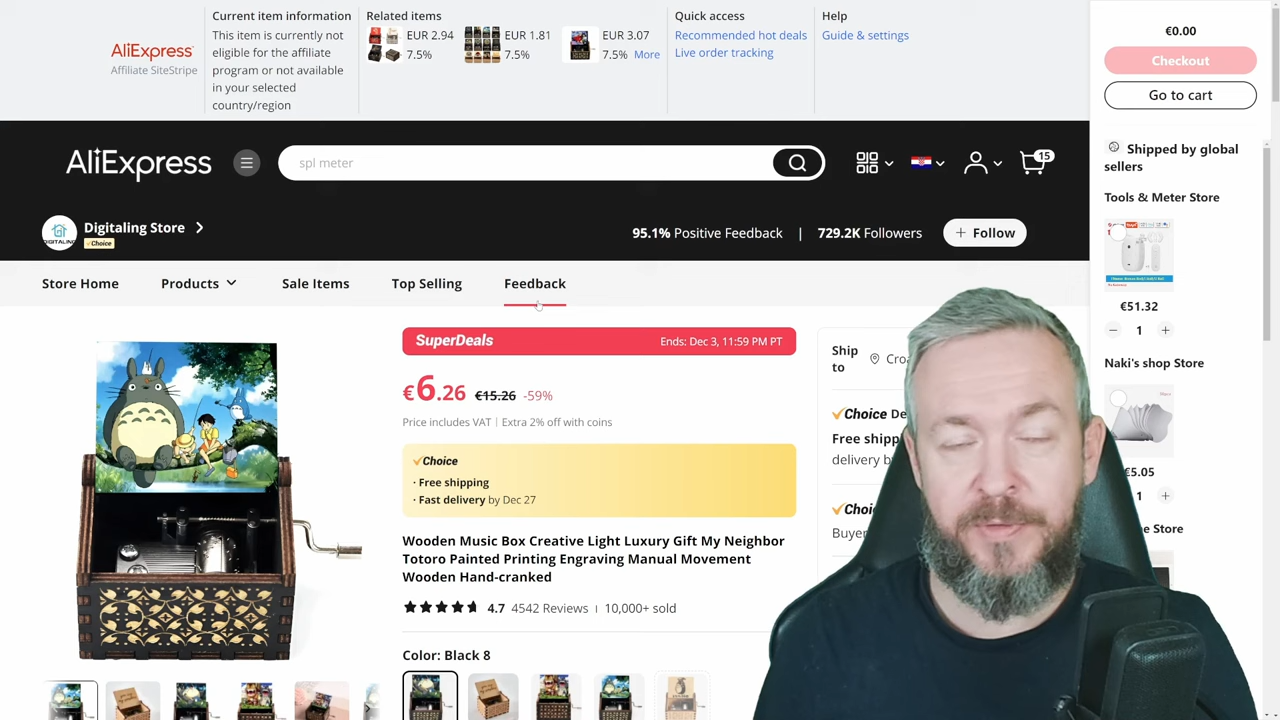 AliExpress
Affiliate SiteStripe
Current item information
This item is currently not
eligible for the affiliate
program or not available
in your selected
country/region
Related items
EUR 2.94
7.5%
EUR 1.81
EUR 3.07
7.5%
More
Quick access
Recommended hot deals
Live order tracking
Help
Guide & settings
AliExpress
spl meter
15
Digitaling Store
Choice
95.1% Positive Feedback | 729.2K Followers
+ Follow
Store Home
Products
Sale Items
Top Selling
Feedback
SuperDeals
Ends: Dec 3, 11:59 PM PT
€6.26 €15.26 -59%
Price includes VAT | Extra 2% off with coins
Choice
· Free shipping
· Fast delivery by Dec 27
Wooden Music Box Creative Light Luxury Gift My Neighbor
Totoro Painted Printing Engraving Manual Movement
Wooden Hand-cranked
4.7 4542 Reviews | 10,000+ sold
Color: Black 8
Ship
to
Choice
Free
delivery
€0.00
Checkout
Go to cart
Shipped by global
sellers
Tools & Meter Store
€51.32
− 1 +
Naki's shop Store
€5.05
1 +
Store